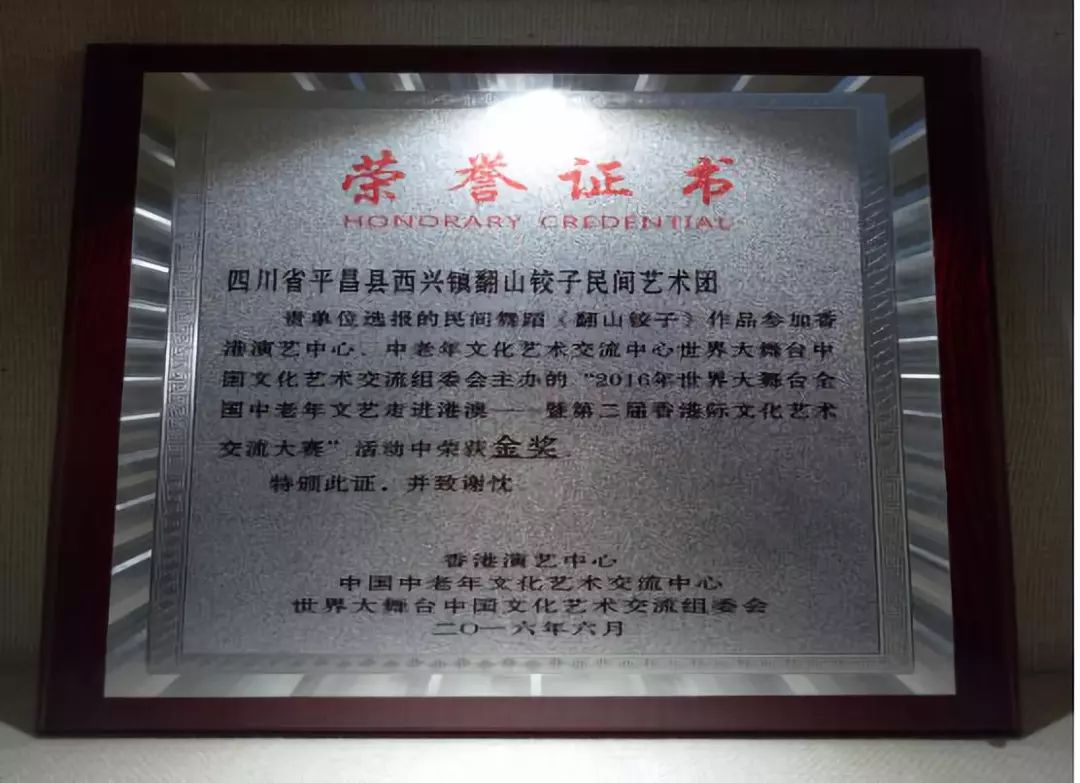 荣誉证书
HONORARY CREDENTIAL
四川省平昌县西兴镇翻山铰子民间艺术团
贵单位选报的民间舞蹈《翻山铰子》作品参加香
港演艺中心、中老年文化艺术交流中心世界大舞台中
国文化艺术交流组委会主办的“2016年世界大舞台全
国中老年文艺走进港澳——暨第二届香港际文化艺术
交流大赛”活动中荣获金奖
特颁此证．并致谢忱
香港演艺中心
中国中老年文化艺术交流中心
世界大舞台中国文化艺术交流组委会
二〇一六年六月